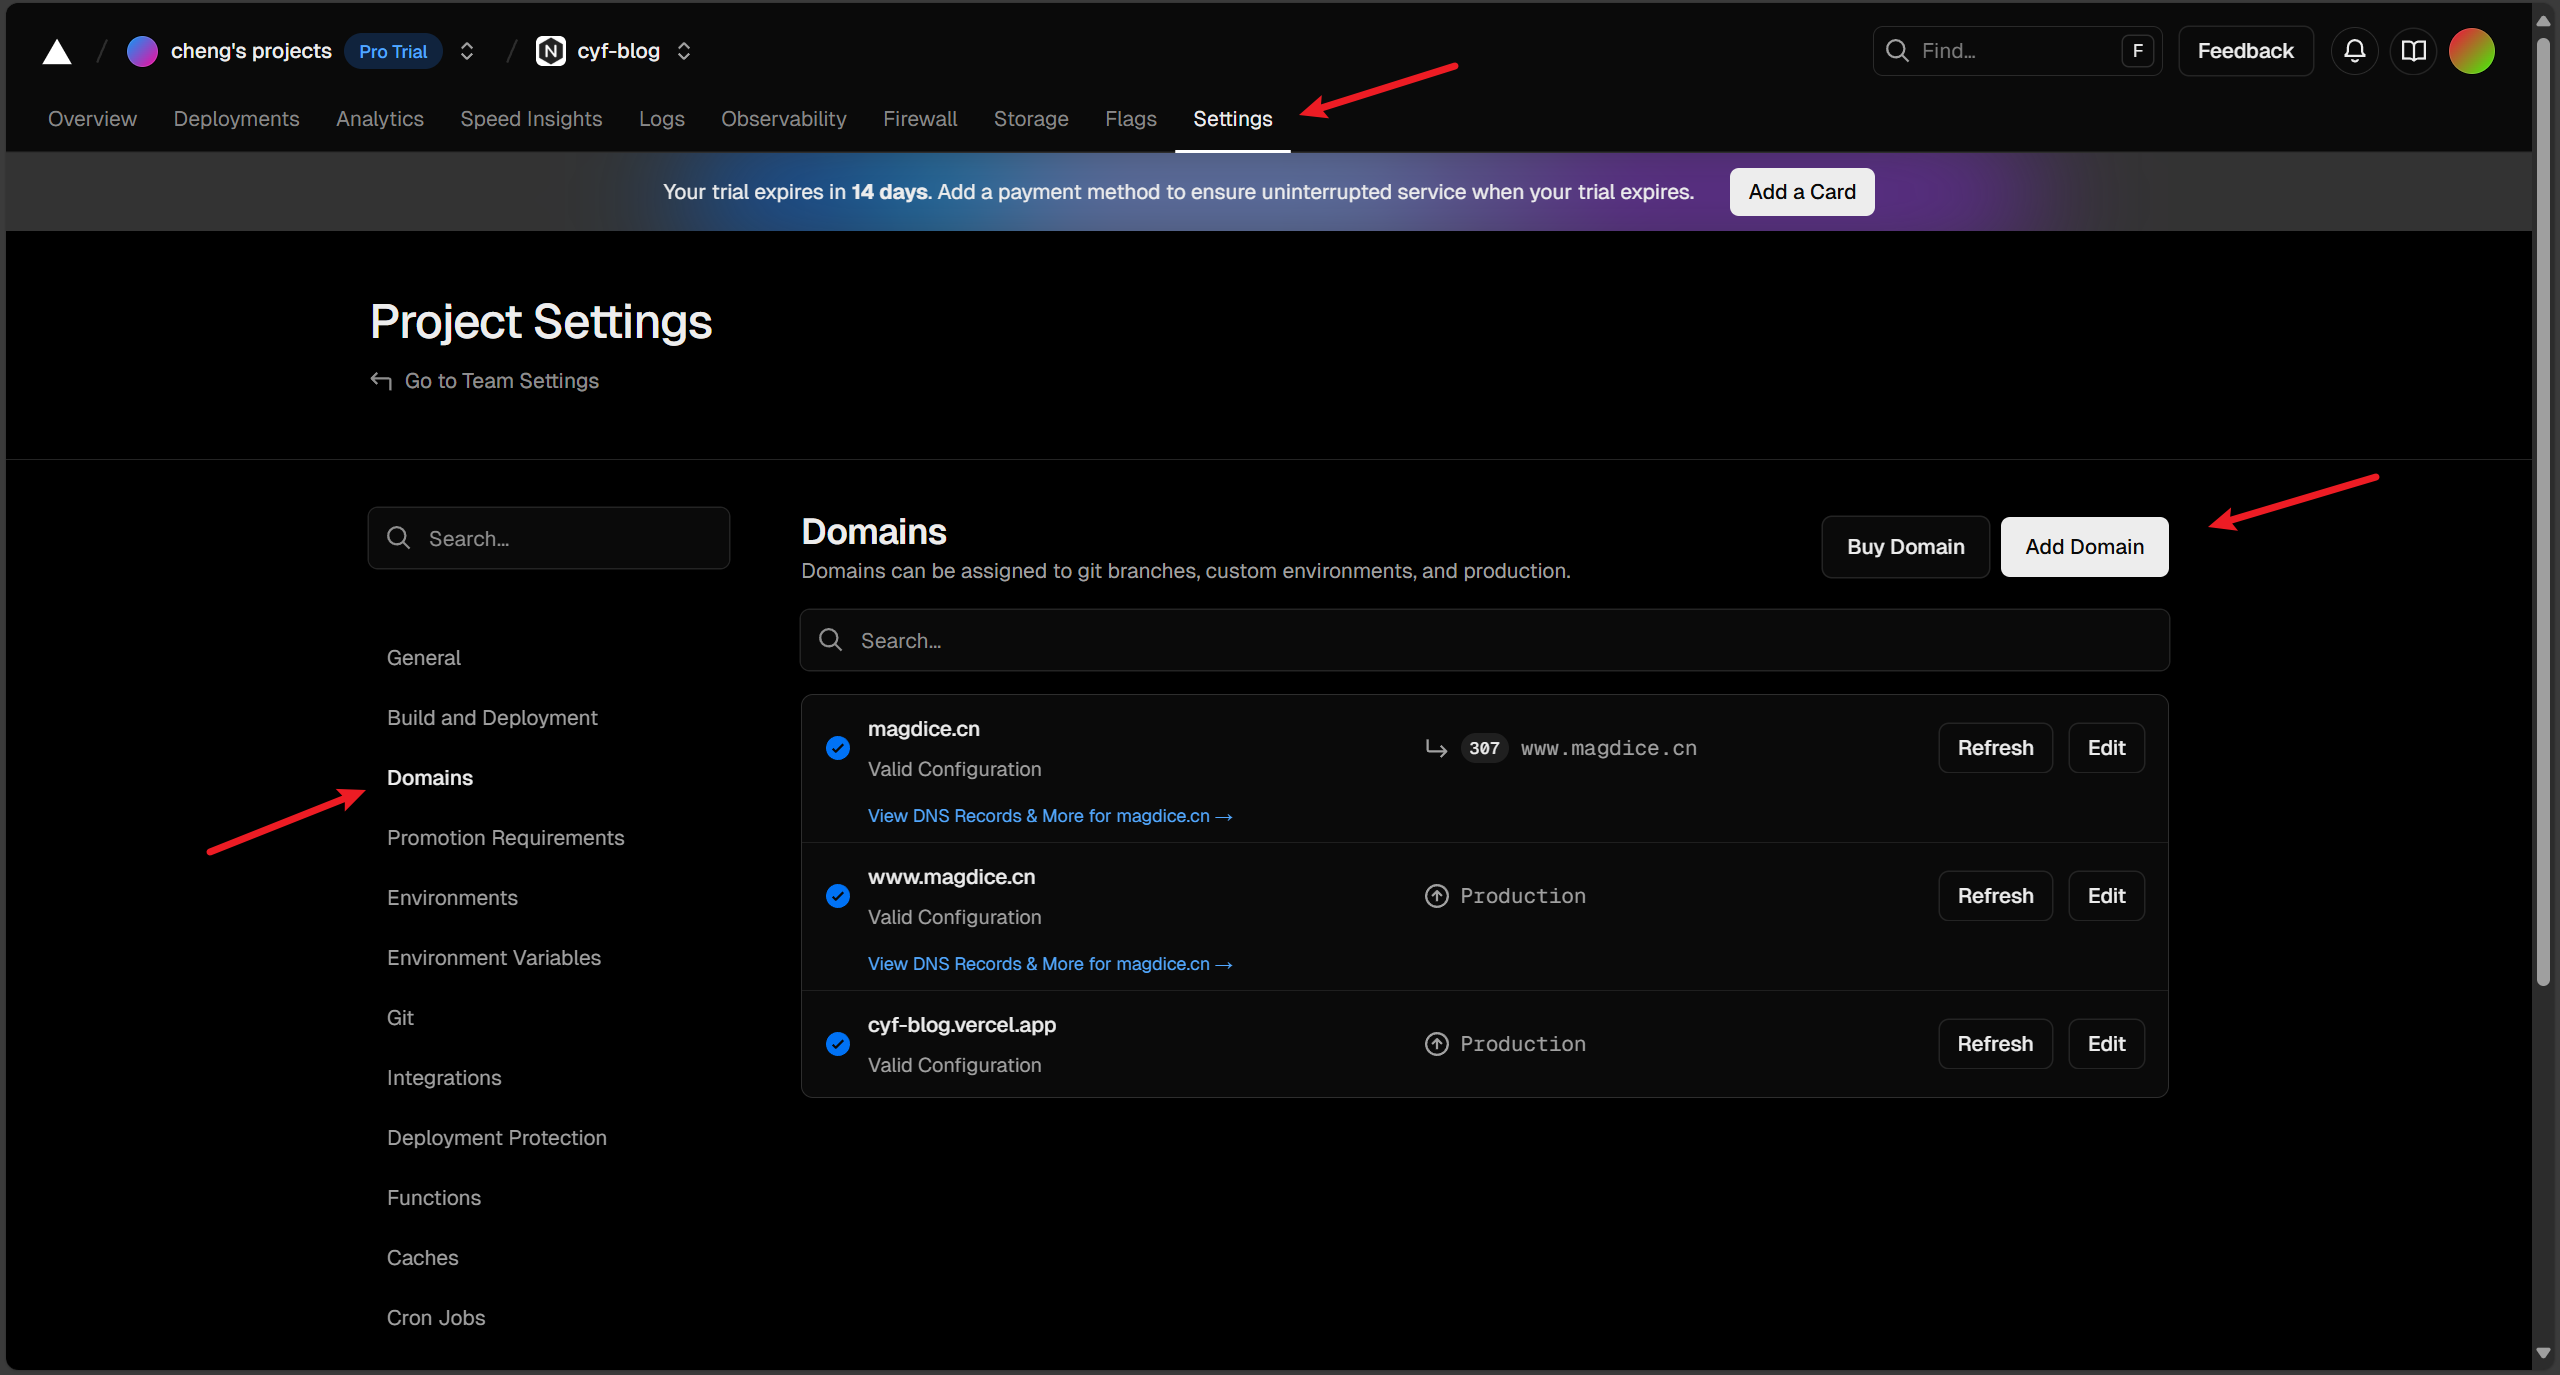 cheng's projects Pro Trial cyf-blog Find... F Feedback
Overview Deployments Analytics Speed Insights Logs Observability Firewall Storage Flags Settings
Your trial expires in 14 days. Add a payment method to ensure uninterrupted service when your trial expires. Add a Card
Project Settings
Go to Team Settings
Search...
General
Build and Deployment
Domains
Promotion Requirements
Environments
Environment Variables
Git
Integrations
Deployment Protection
Functions
Caches
Cron Jobs
Domains
Domains can be assigned to git branches, custom environments, and production.
Buy Domain Add Domain
Search...
magdice.cn
Valid Configuration
307 www.magdice.cn
Refresh Edit
View DNS Records & More for magdice.cn →
www.magdice.cn
Valid Configuration
Production
Refresh Edit
View DNS Records & More for magdice.cn →
cyf-blog.vercel.app
Valid Configuration
Production
Refresh Edit